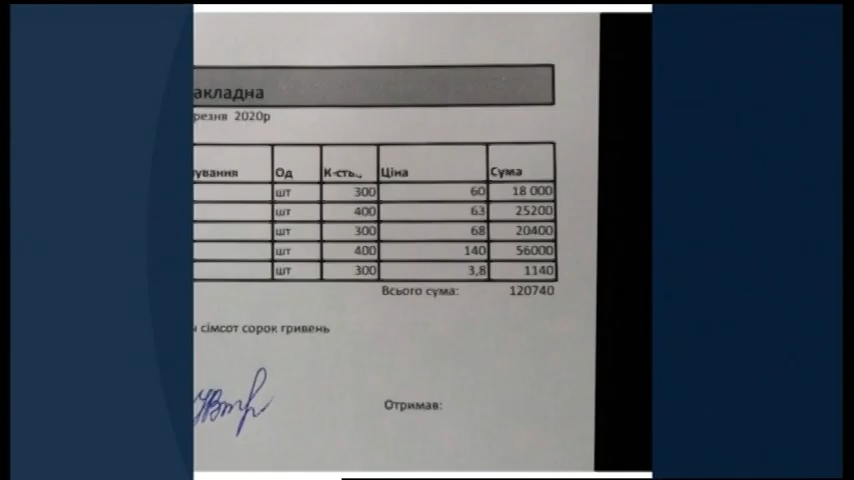 акладна
резня 2020р
ування Од К-сть., Ціна Сума
шт 300 60 18 000
шт 400 63 25200
шт 300 68 20400
шт 400 140 56000
шт 300 3,8 1140
Всього сума: 120740
ч сімсот сорок гривень
Отримав: